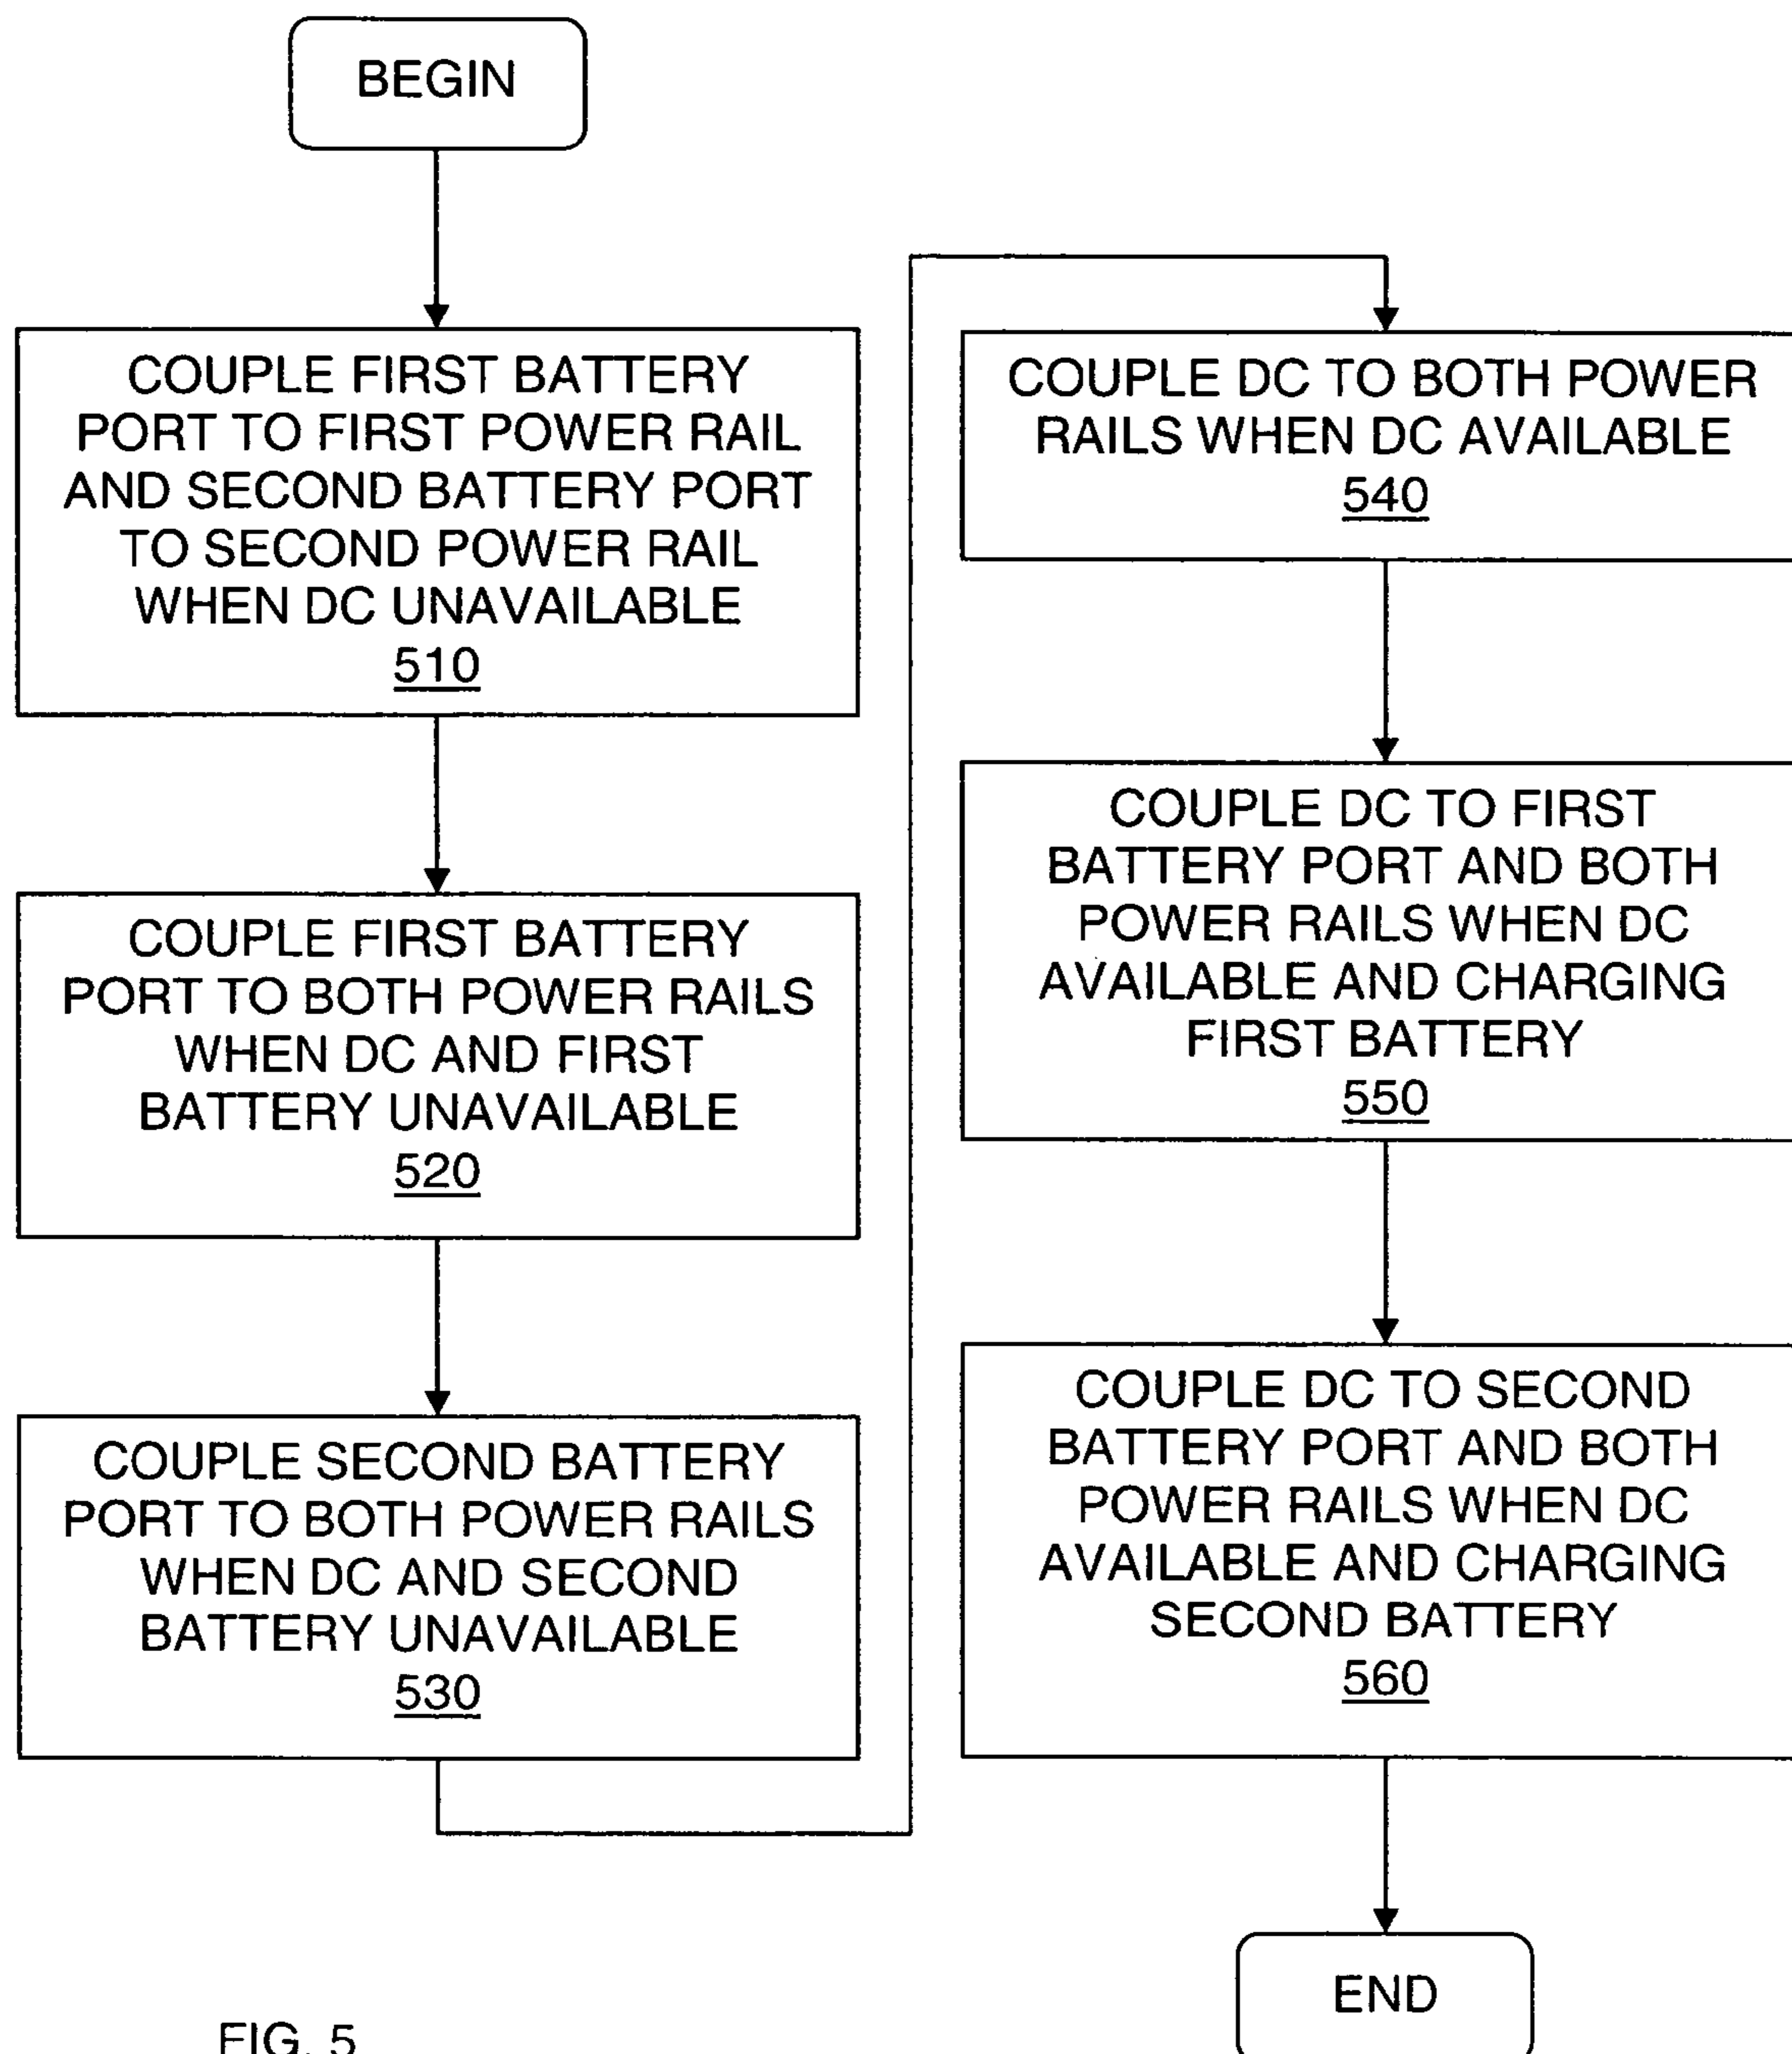 BEGIN
COUPLE FIRST BATTERY
PORT TO FIRST POWER RAIL
AND SECOND BATTERY PORT
TO SECOND POWER RAIL
WHEN DC UNAVAILABLE
510
COUPLE FIRST BATTERY
PORT TO BOTH POWER RAILS
WHEN DC AND FIRST
BATTERY UNAVAILABLE
520
COUPLE SECOND BATTERY
PORT TO BOTH POWER RAILS
WHEN DC AND SECOND
BATTERY UNAVAILABLE
530
COUPLE DC TO BOTH POWER
RAILS WHEN DC AVAILABLE
540
COUPLE DC TO FIRST
BATTERY PORT AND BOTH
POWER RAILS WHEN DC
AVAILABLE AND CHARGING
FIRST BATTERY
550
COUPLE DC TO SECOND
BATTERY PORT AND BOTH
POWER RAILS WHEN DC
AVAILABLE AND CHARGING
SECOND BATTERY
560
END
FIG. 5